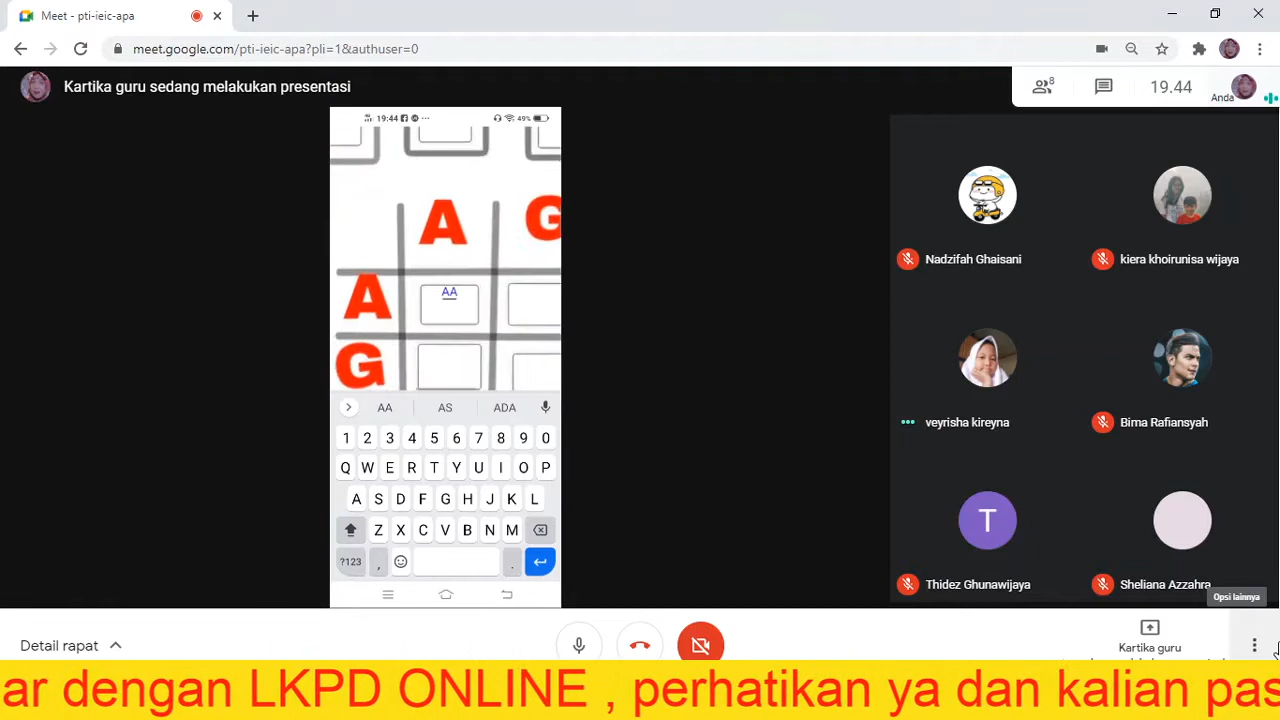 Meet - pti-ieic-apa
meet.google.com/pti-ieic-apa?pli=1&authuser=0
Kartika guru sedang melakukan presentasi
8
19.44
Anda
19:44
49%
A
G
A
AA
G
AA AS ADA
1 2 3 4 5 6 7 8 9 0
Q W E R T Y U I O P
A S D F G H J K L
Z X C V B N M
?123 , .
Nadzifah Ghaisani
kiera khoirunisa wijaya
veyrisha kireyna
Bima Rafiansyah
T
Thidez Ghunawijaya
Sheliana Azzahra
Opsi lainnya
Detail rapat
Kartika guru
ar dengan LKPD ONLINE , perhatikan ya dan kalian pas